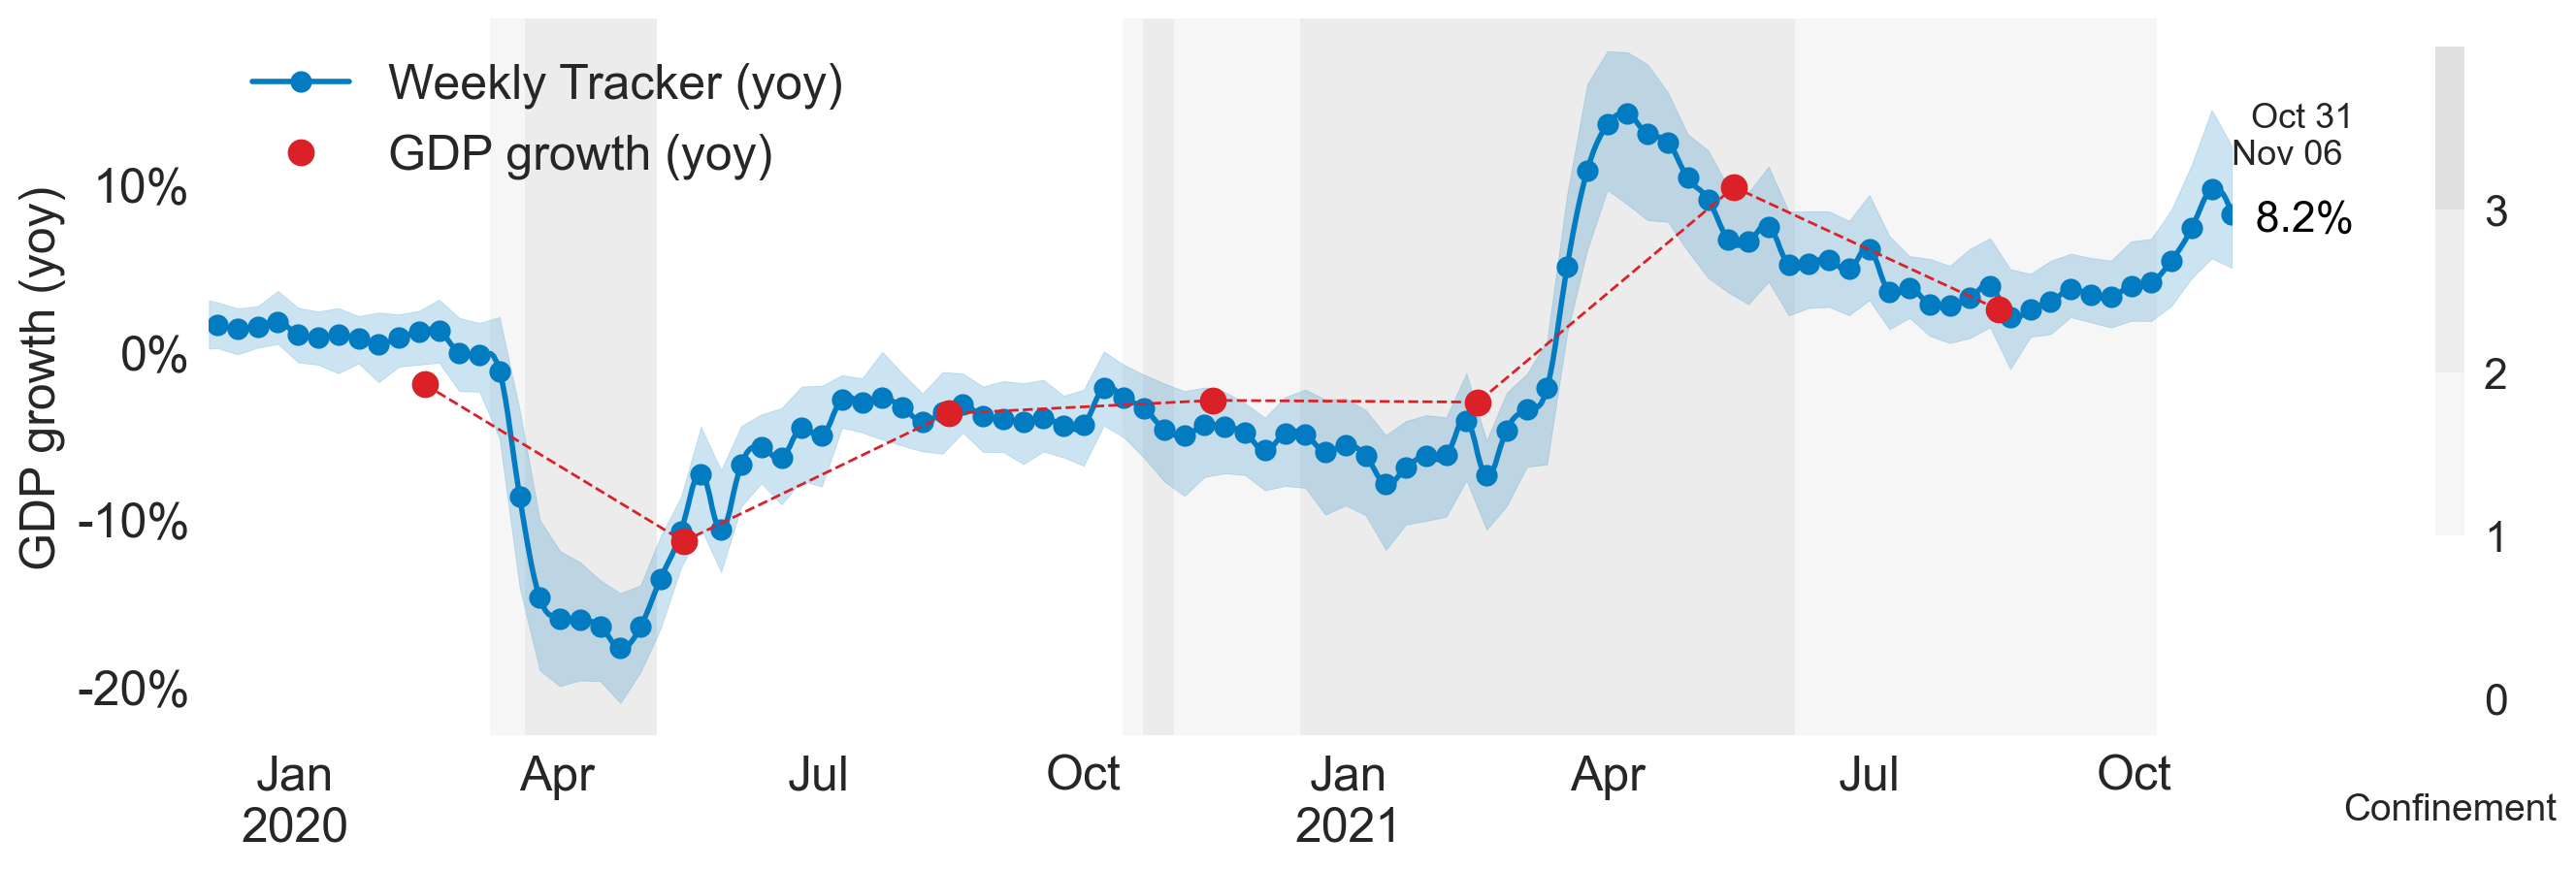 Weekly Tracker (yoy)
GDP growth (yoy)
GDP growth (yoy)
10%
0%
-10%
-20%
Jan
2020
Apr
Jul
Oct
Jan
2021
Apr
Jul
Oct
Oct 31
Nov 06
8.2%
3
2
1
0
Confinement